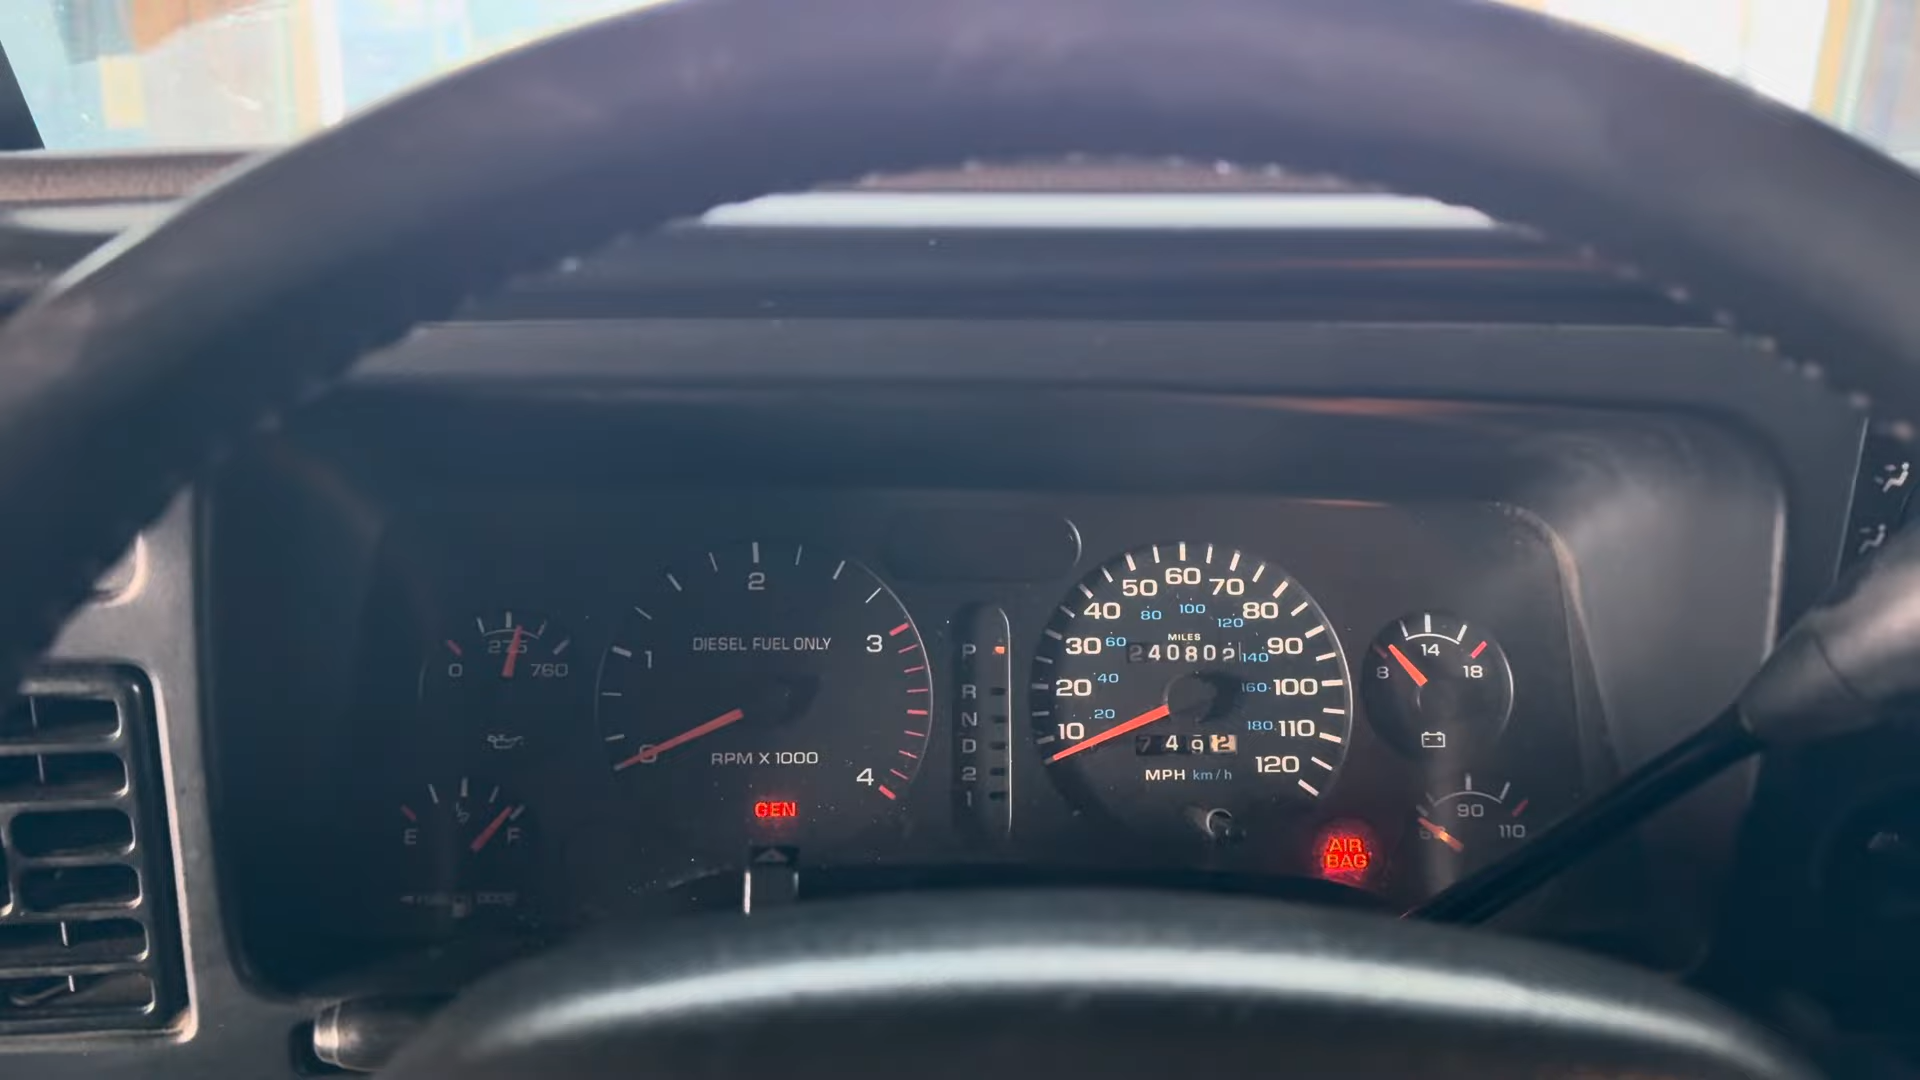 0 275 760
E F
DIESEL FUEL ONLY
0 1 2 3 4
RPM X 1000
GEN
P
R
N
D
2
1
10 20 30 40 50 60 70 80 90 100 110 120
20 40 60 80 100 120 140 160 180
MILES
24080
7492
MPH km/h
AIR
BAG
8 14 18
90 110